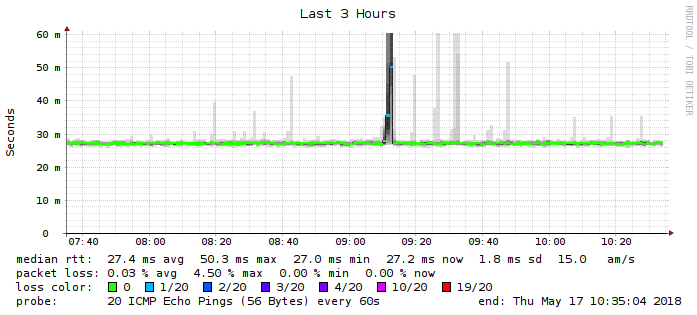 Last 3 Hours
RRDTOOL / TOBI OETIKER
Seconds
60 m
50 m
40 m
30 m
20 m
10 m
0
07:40 08:00 08:20 08:40 09:00 09:20 09:40 10:00 10:20
median rtt: 27.4 ms avg 50.3 ms max 27.0 ms min 27.2 ms now 1.8 ms sd 15.0 am/s
packet loss: 0.03 % avg 4.50 % max 0.00 % min 0.00 % now
loss color: 0 1/20 2/20 3/20 4/20 10/20 19/20
probe: 20 ICMP Echo Pings (56 Bytes) every 60s end: Thu May 17 10:35:04 2018